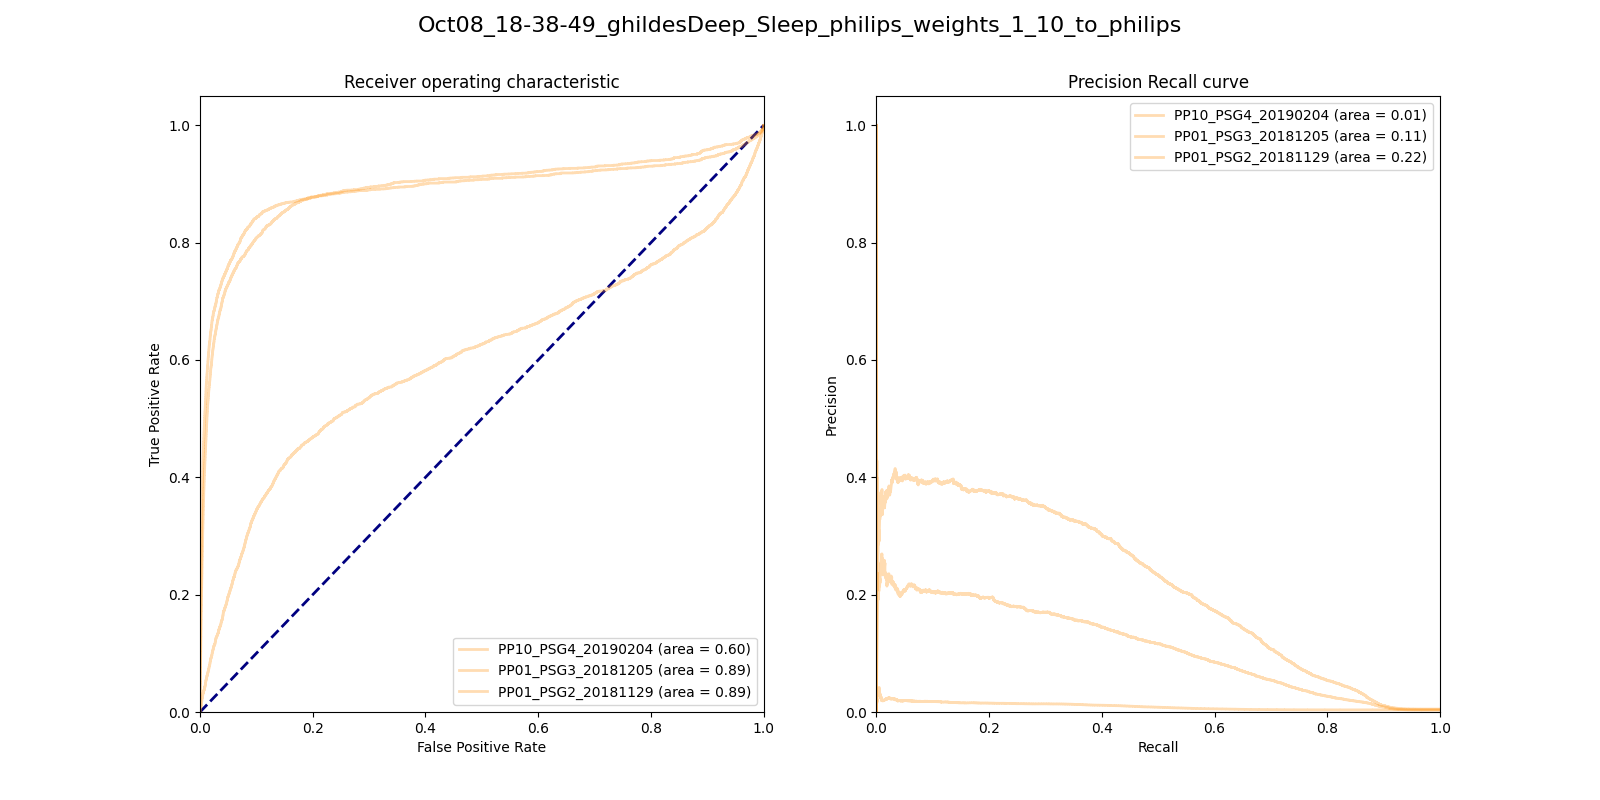 Oct08_18-38-49_ghildesDeep_Sleep_philips_weights_1_10_to_philips
Receiver operating characteristic
1.0
0.8
0.6
0.4
0.2
0.0
True Positive Rate
PP10_PSG4_20190204 (area = 0.60)
PP01_PSG3_20181205 (area = 0.89)
PP01_PSG2_20181129 (area = 0.89)
0.0 0.2 0.4 0.6 0.8 1.0
False Positive Rate
Precision Recall curve
PP10_PSG4_20190204 (area = 0.01)
PP01_PSG3_20181205 (area = 0.11)
PP01_PSG2_20181129 (area = 0.22)
1.0
0.8
0.6
0.4
0.2
0.0
Precision
0.0 0.2 0.4 0.6 0.8 1.0
Recall